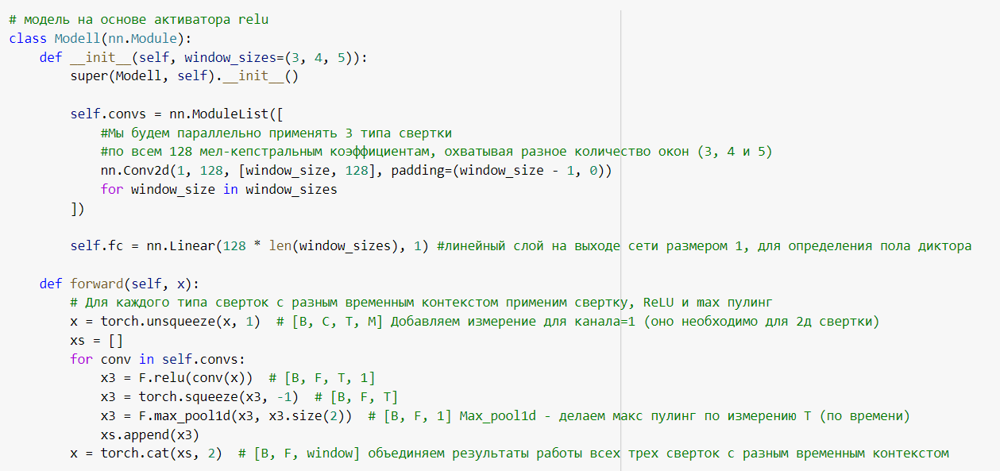 # модель на основе активатора relu
class Modell(nn.Module):
    def __init__(self, window_sizes=(3, 4, 5)):
        super(Modell, self).__init__()

        self.convs = nn.ModuleList([
            #Мы будем параллельно применять 3 типа свертки
            #по всем 128 мел-кепстральным коэффициентам, охватывая разное количество окон (3, 4 и 5)
            nn.Conv2d(1, 128, [window_size, 128], padding=(window_size - 1, 0))
            for window_size in window_sizes
        ])

        self.fc = nn.Linear(128 * len(window_sizes), 1) #линейный слой на выходе сети размером 1, для определения пола диктора

    def forward(self, x):
        # Для каждого типа сверток с разным временным контекстом применим свертку, ReLU и max пулинг
        x = torch.unsqueeze(x, 1)  # [B, C, T, M] Добавляем измерение для канала=1 (оно необходимо для 2д свертки)
        xs = []
        for conv in self.convs:
            x3 = F.relu(conv(x))  # [B, F, T, 1]
            x3 = torch.squeeze(x3, -1)  # [B, F, T]
            x3 = F.max_pool1d(x3, x3.size(2))  # [B, F, 1] Max_pool1d - делаем макс пулинг по измерению T (по времени)
            xs.append(x3)
        x = torch.cat(xs, 2)  # [B, F, window] объединяем результаты работы всех трех сверток с разным временным контекстом